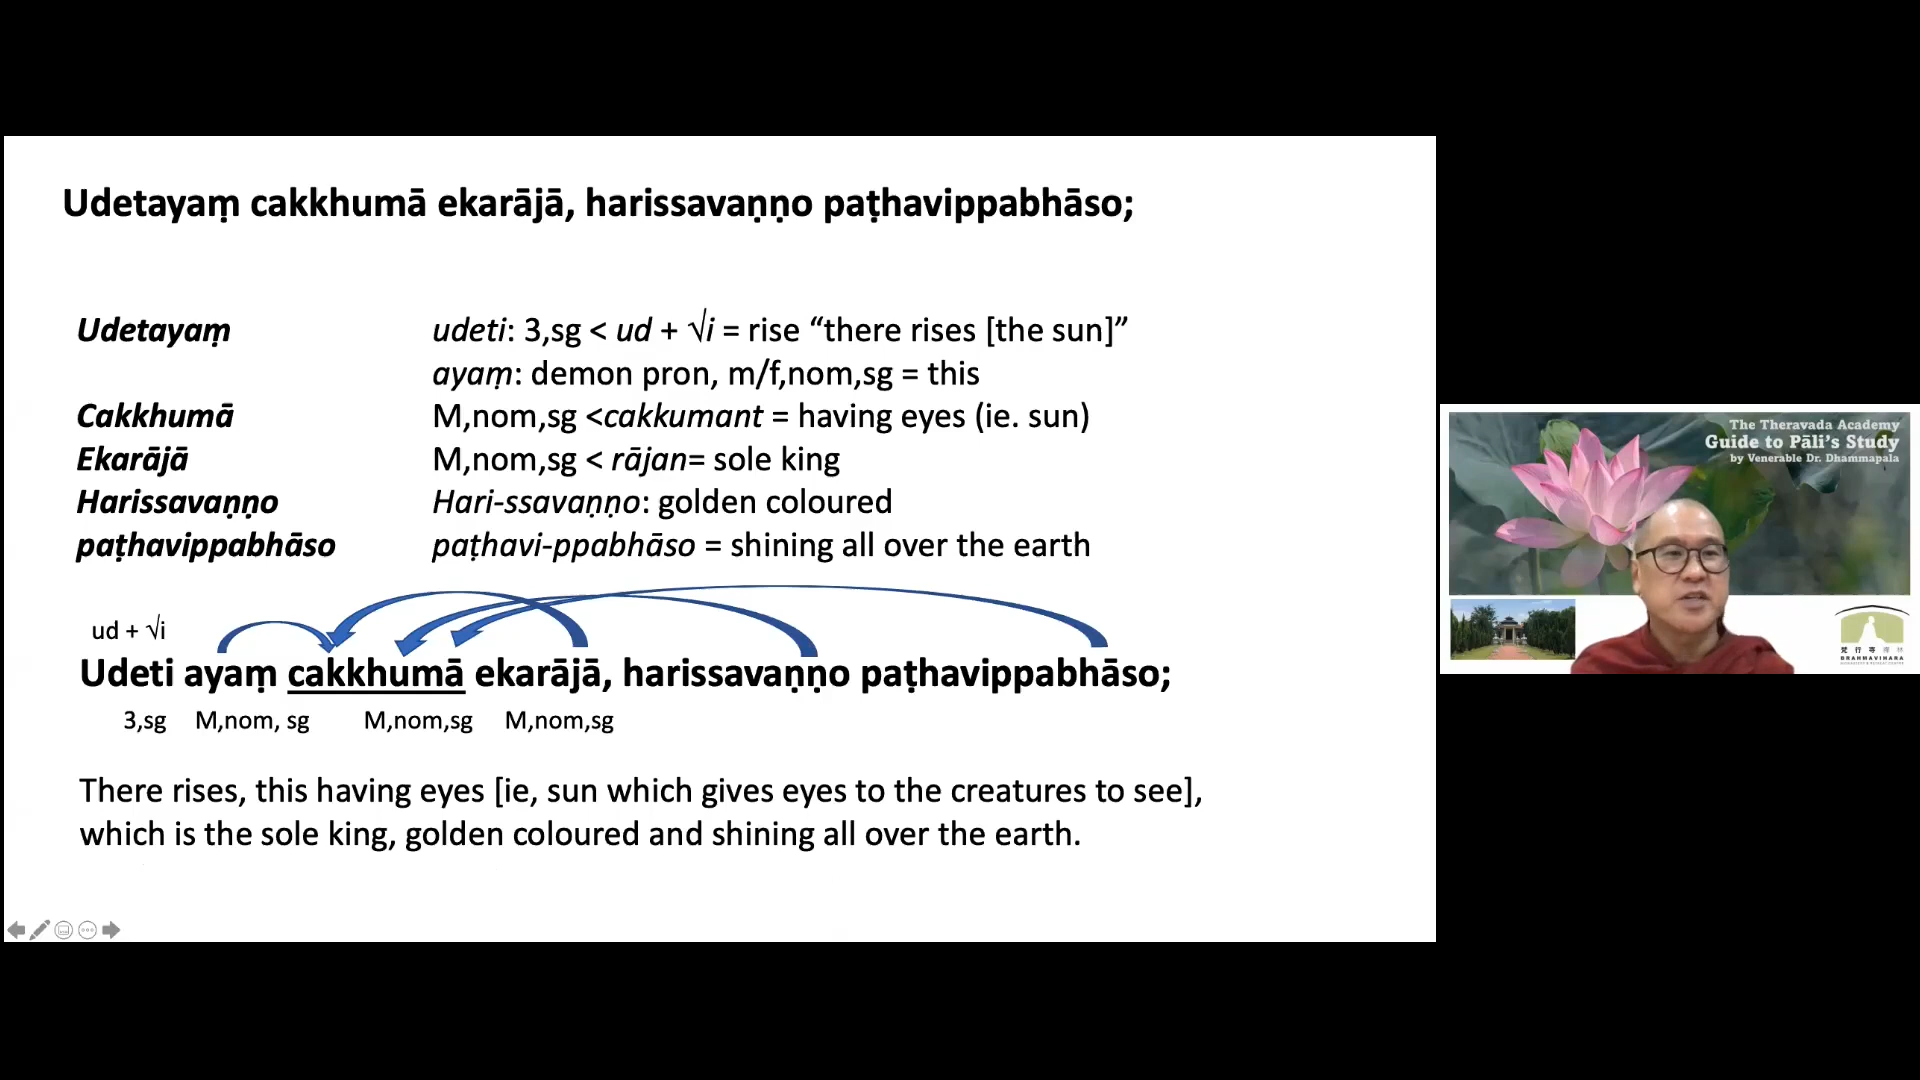 Udetayaṃ cakkhumā ekarājā, harissavaṇṇo paṭhavippabhāso;
Udetayaṃ udeti: 3,sg < ud + √i = rise “there rises [the sun]”
ayaṃ: demon pron, m/f,nom,sg = this
Cakkhumā M,nom,sg <cakkumant = having eyes (ie. sun)
Ekarājā M,nom,sg < rājan= sole king
Harissavaṇṇo Hari-ssavaṇṇo: golden coloured
paṭhavippabhāso paṭhavi-ppabhāso = shining all over the earth
ud + √i
Udeti ayaṃ cakkhumā ekarājā, harissavaṇṇo paṭhavippabhāso;
3,sg M,nom, sg M,nom,sg M,nom,sg
There rises, this having eyes [ie, sun which gives eyes to the creatures to see],
which is the sole king, golden coloured and shining all over the earth.
The Theravada Academy
Guide to Pāli’s Study
by Venerable Dr. Dhammapala
BRAHMAVIHARA